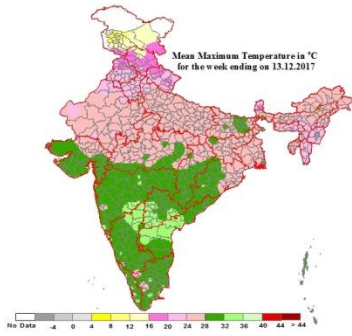 Mean Maximum Temperature in °C
for the week ending on 13.12.2017
No Data -4 0 4 8 12 16 20 24 28 32 36 40 44 > 44